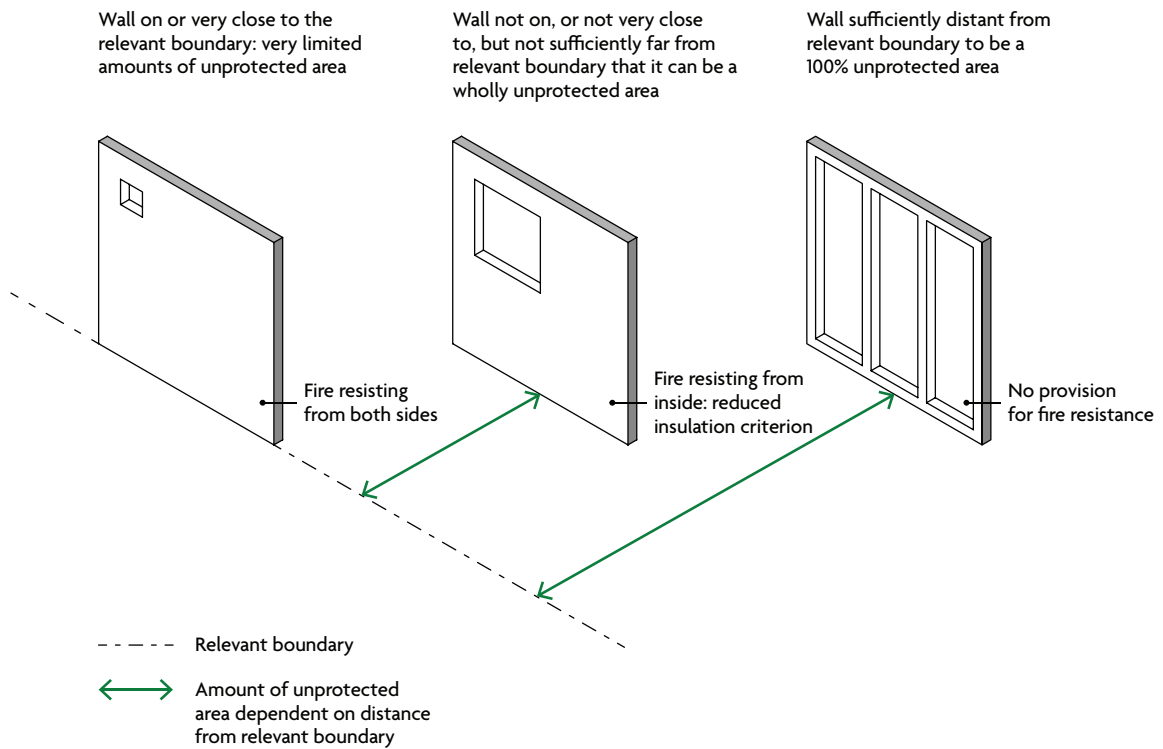 Wall on or very close to the
relevant boundary: very limited
amounts of unprotected area
Wall not on, or not very close
to, but not sufficiently far from
relevant boundary that it can be a
wholly unprotected area
Wall sufficiently distant from
relevant boundary to be a
100% unprotected area
Fire resisting
from both sides
Fire resisting from
inside: reduced
insulation criterion
No provision
for fire resistance
Relevant boundary
Amount of unprotected
area dependent on distance
from relevant boundary